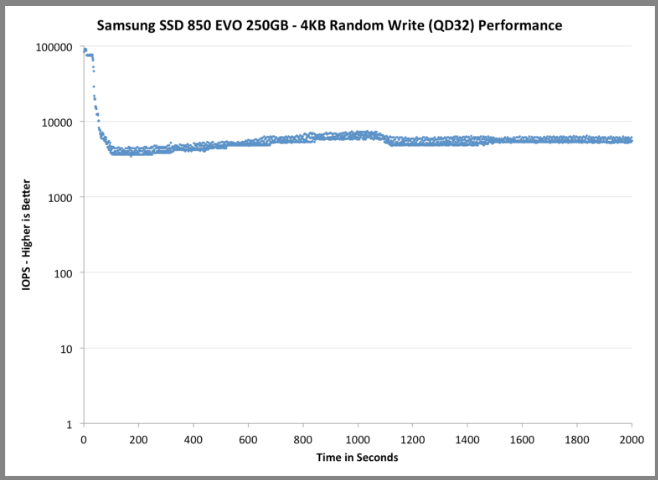 Samsung SSD 850 EVO 250GB - 4KB Random Write (QD32) Performance
100000
10000
1000
100
10
1
IOPS - Higher is Better
0 200 400 600 800 1000 1200 1400 1600 1800 2000
Time in Seconds